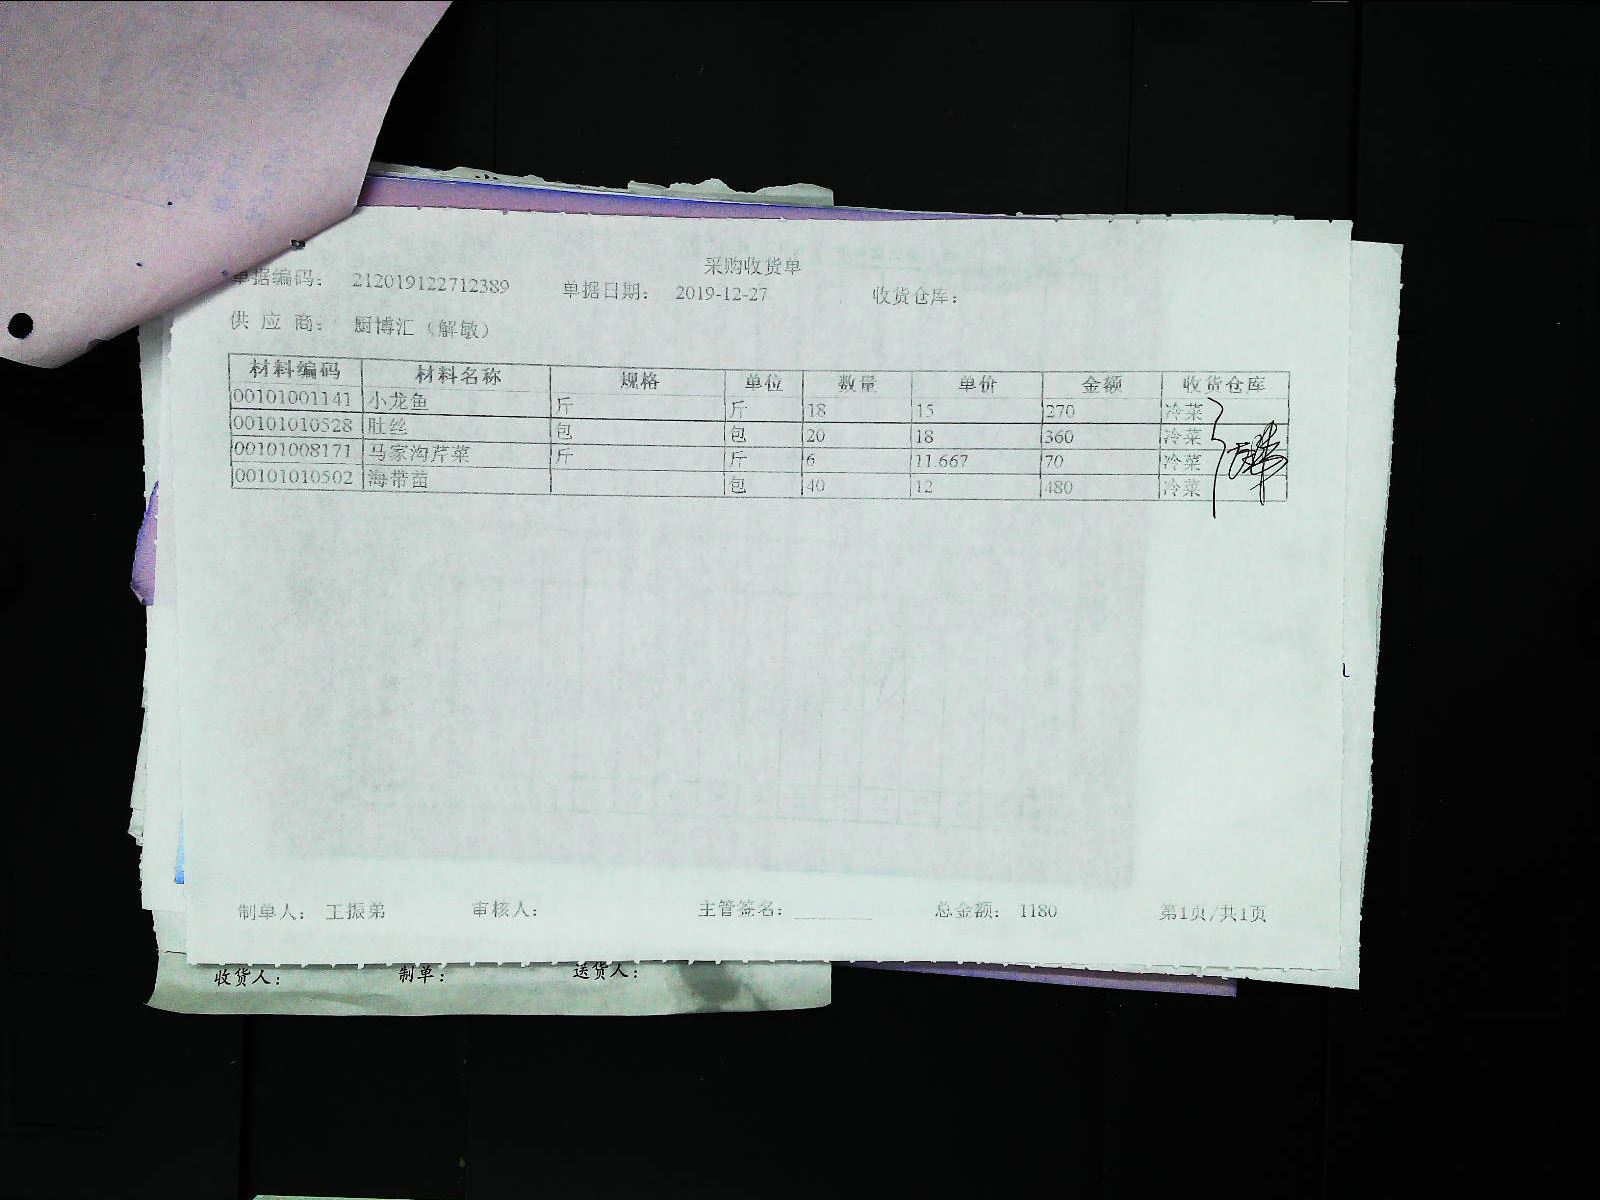 采购收货单
单据编码： 212019122712389 单据日期： 2019-12-27 收货仓库：
供 应 商： 厨博汇（解敏）
材料编码 材料名称 规格 单位 数量 单价 金额 收货仓库
00101001141 小龙鱼 斤 斤 18 15 270 冷菜
00101010528 肚丝 包 包 20 18 360 冷菜
00101008171 马家沟芹菜 斤 斤 6 11.667 70 冷菜
00101010502 海带苗 包 40 12 480 冷菜
制单人： 王振弟 审核人： 主管签名： 总金额： 1180 第1页/共1页
收货人： 制单： 送货人：